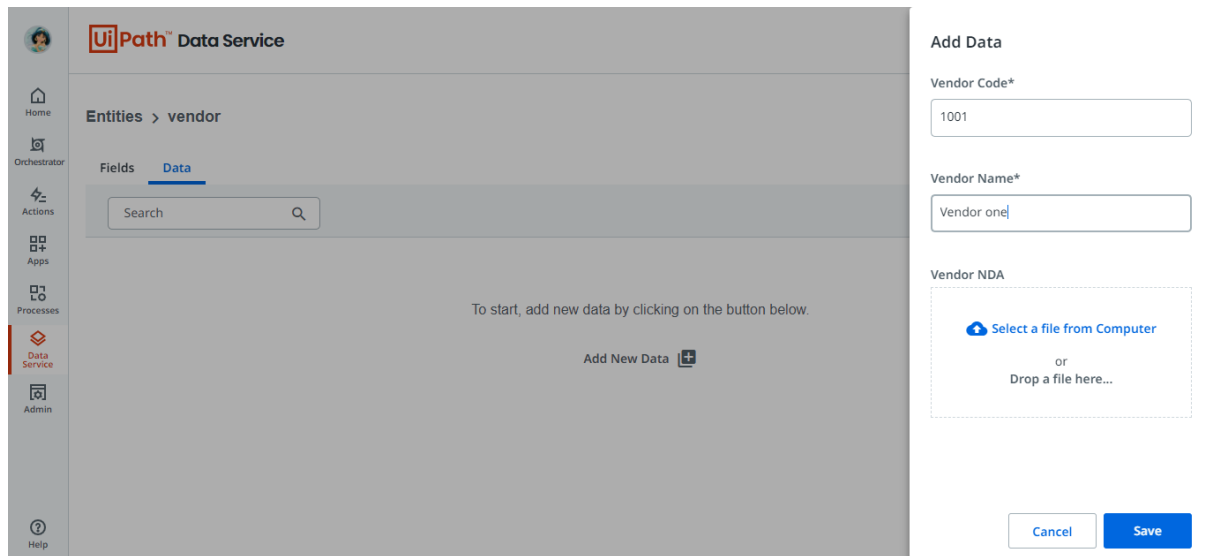 UiPath™ Data Service
Home
Orchestrator
Actions
Apps
Processes
Data
Service
Admin
Help
Entities > vendor
Fields Data
Search
To start, add new data by clicking on the button below.
Add New Data
Add Data
Vendor Code*
1001
Vendor Name*
Vendor one
Vendor NDA
Select a file from Computer
or
Drop a file here...
Cancel Save